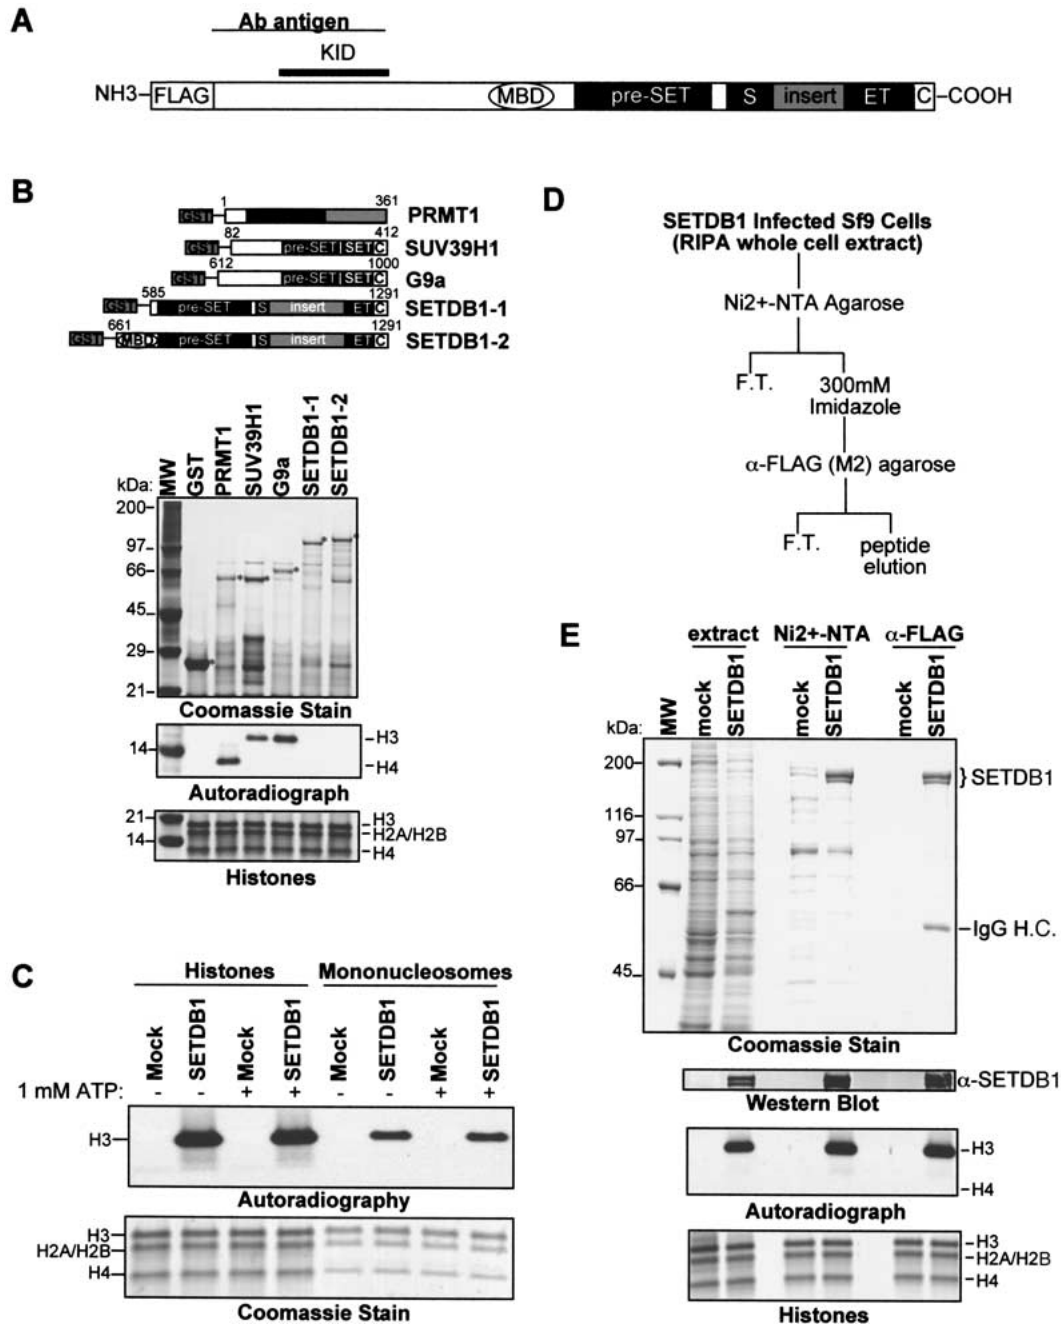 A
Ab antigen
KID
NH3 FLAG MBD pre-SET S insert ET C COOH
B
1 361
GST PRMT1
82 412
GST pre-SET SET C SUV39H1
612 1000
GST pre-SET SET C G9a
585 1291
GST pre-SET S insert ET C SETDB1-1
661 1291
GST MBD pre-SET S insert ET C SETDB1-2
kDa: MW GST PRMT1 SUV39H1 G9a SETDB1-1 SETDB1-2
200
97
66
45
29
21
Coomassie Stain
14 H3
H4
Autoradiograph
21 H3
H2A/H2B
14 H4
Histones
C
Histones Mononucleosomes
Mock SETDB1 Mock SETDB1 Mock SETDB1 Mock SETDB1
1 mM ATP: - - + + - - + +
H3
Autoradiography
H3
H2A/H2B
H4
Coomassie Stain
D
SETDB1 Infected Sf9 Cells
(RIPA whole cell extract)
Ni2+-NTA Agarose
F.T. 300mM
Imidazole
α-FLAG (M2) agarose
F.T. peptide
elution
E
extract Ni2+-NTA α-FLAG
kDa: MW mock SETDB1 mock SETDB1 mock SETDB1
200 } SETDB1
116
97
66
IgG H.C.
45
Coomassie Stain
α-SETDB1
Western Blot
H3
H4
Autoradiograph
H3
H2A/H2B
H4
Histones